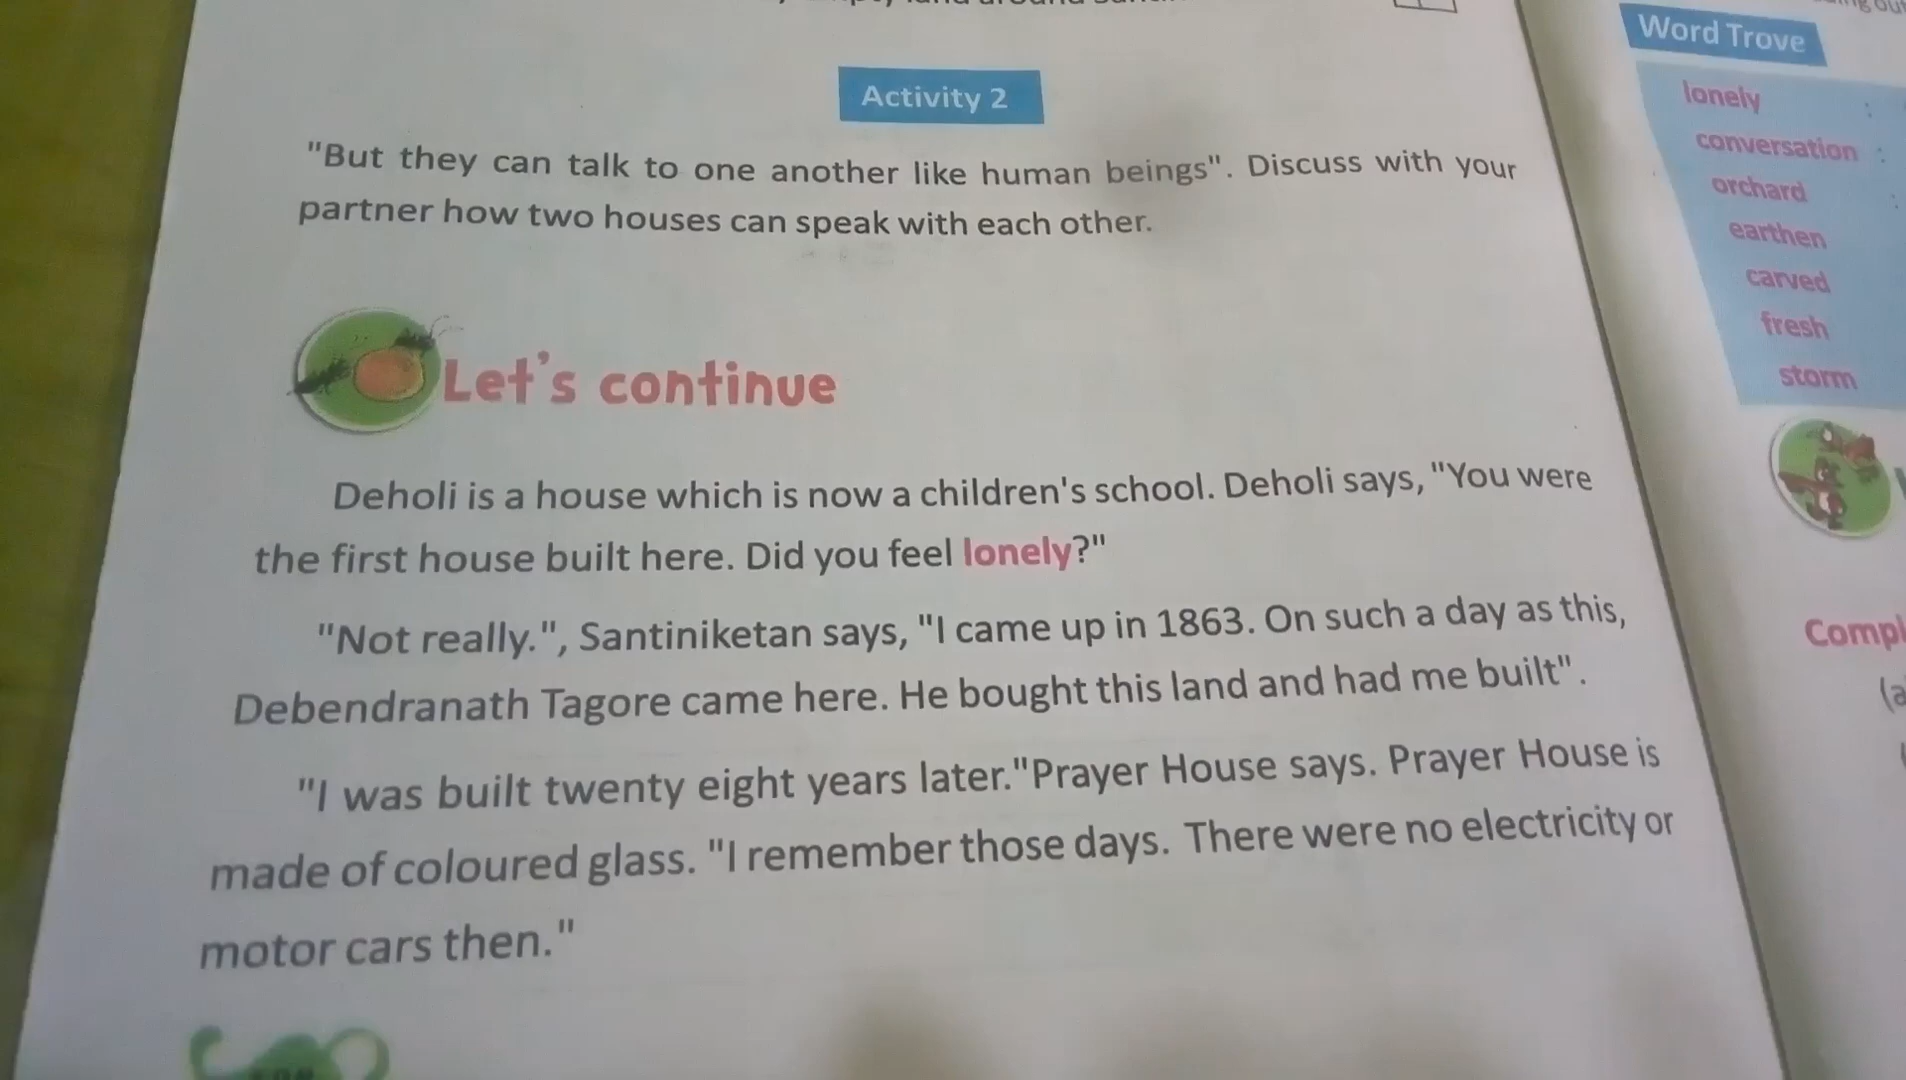 Activity 2
"But they can talk to one another like human beings". Discuss with your
partner how two houses can speak with each other.
Let's continue
Deholi is a house which is now a children's school. Deholi says, "You were
the first house built here. Did you feel lonely?"
"Not really.", Santiniketan says, "I came up in 1863. On such a day as this,
Debendranath Tagore came here. He bought this land and had me built".
"I was built twenty eight years later."Prayer House says. Prayer House is
made of coloured glass. "I remember those days. There were no electricity or
motor cars then."
Word Trove
lonely :
conversation :
orchard :
earthen
carved
fresh
storm
(a